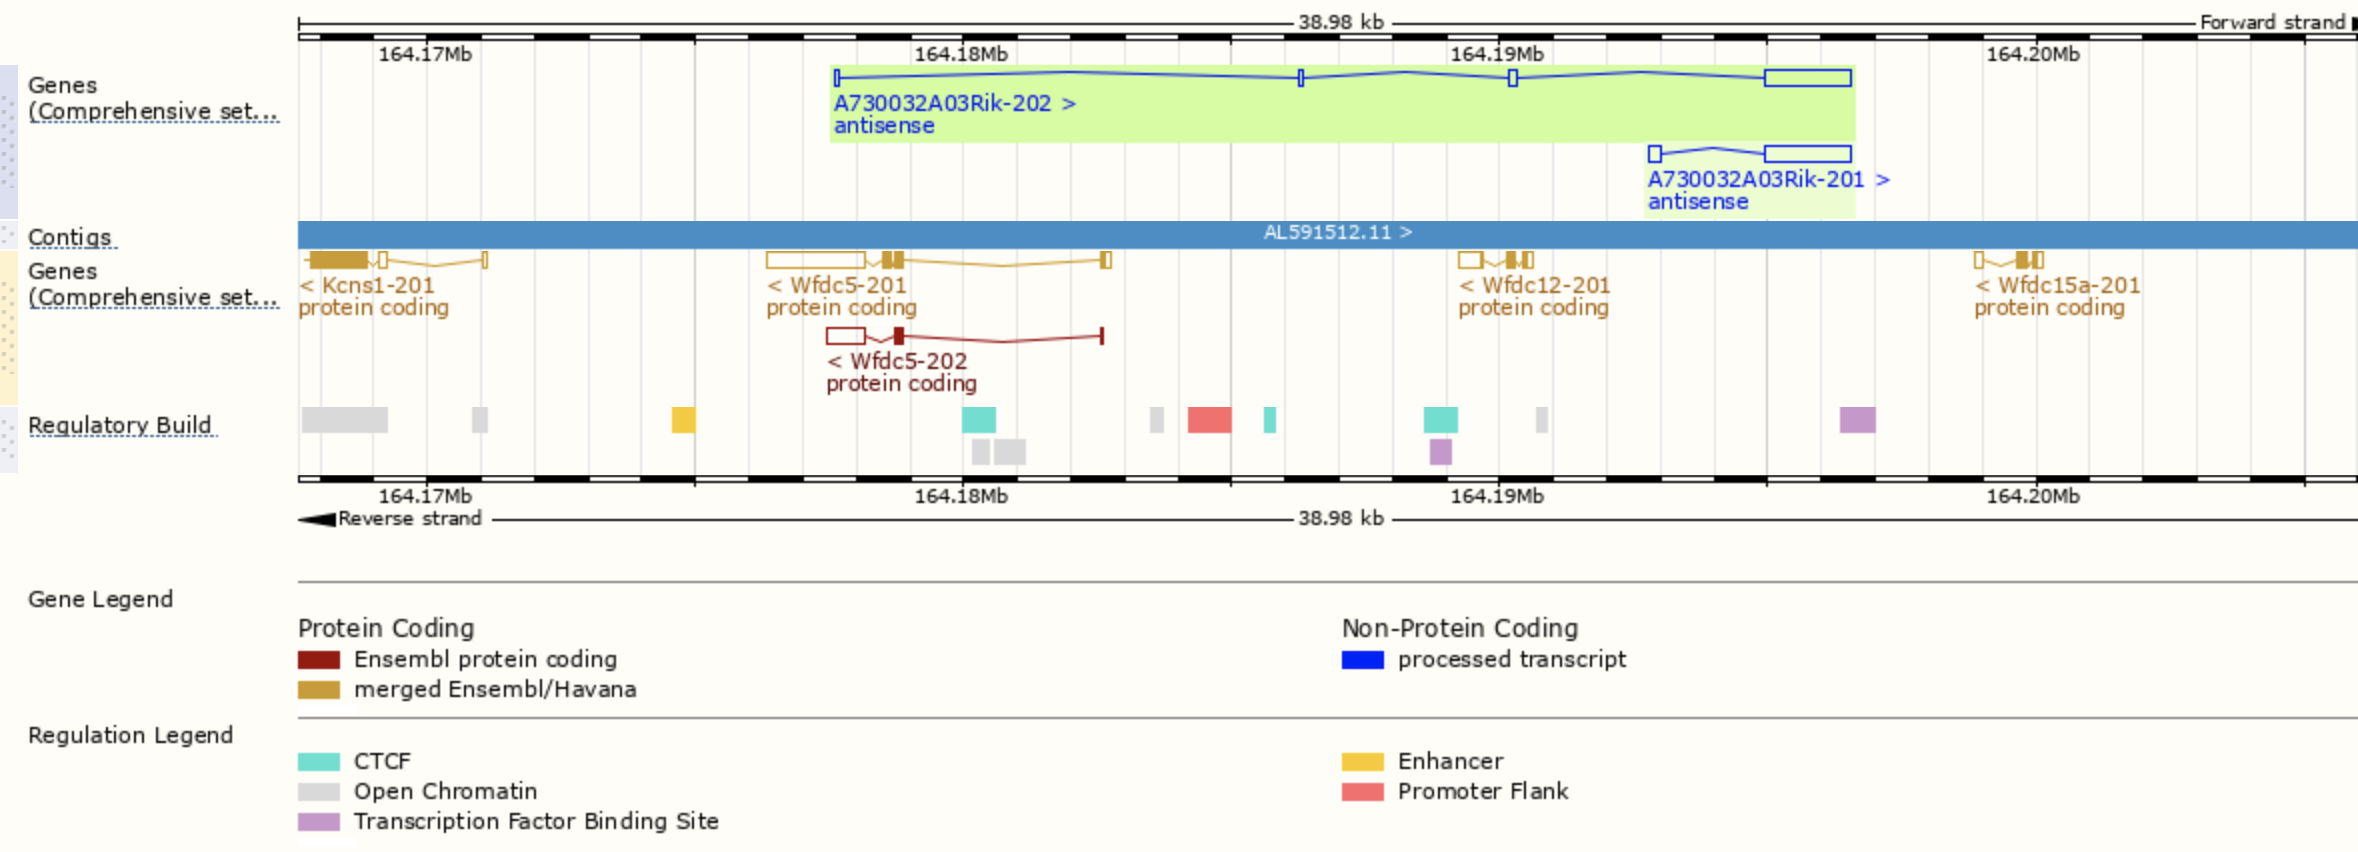 38.98 kb
Forward strand
164.17Mb 164.18Mb 164.19Mb 164.20Mb
Genes
(Comprehensive set...
A730032A03Rik-202 >
antisense
A730032A03Rik-201 >
antisense
Contigs
AL591512.11 >
Genes
(Comprehensive set...
< Kcns1-201
protein coding
< Wfdc5-201
protein coding
< Wfdc12-201
protein coding
< Wfdc15a-201
protein coding
< Wfdc5-202
protein coding
Regulatory Build
164.17Mb 164.18Mb 164.19Mb 164.20Mb
Reverse strand
38.98 kb
Gene Legend
Protein Coding
Ensembl protein coding
merged Ensembl/Havana
Non-Protein Coding
processed transcript
Regulation Legend
CTCF
Open Chromatin
Transcription Factor Binding Site
Enhancer
Promoter Flank